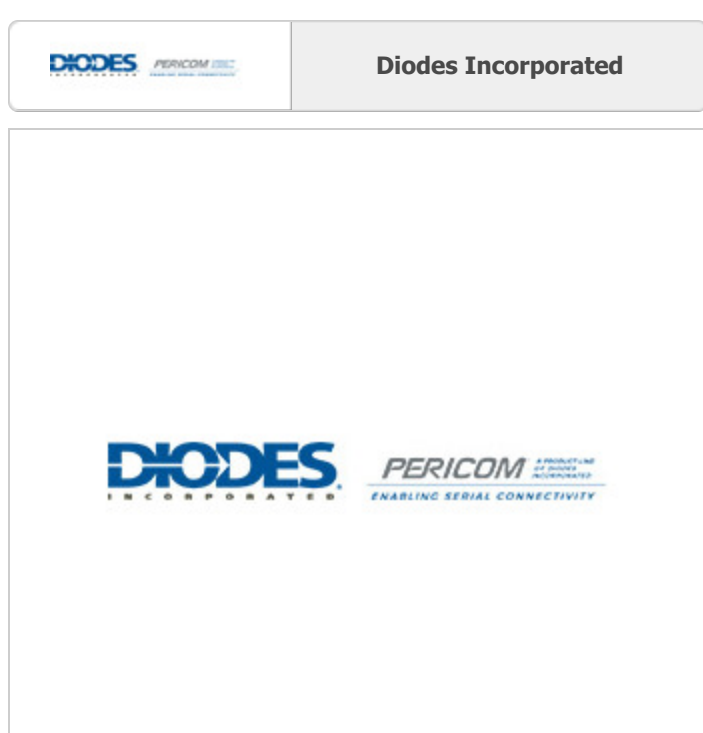 DIODES
PERICOM
Diodes Incorporated
DIODES
INCORPORATED
PERICOM A PRODUCT LINE
OF DIODES
INCORPORATED
ENABLING SERIAL CONNECTIVITY